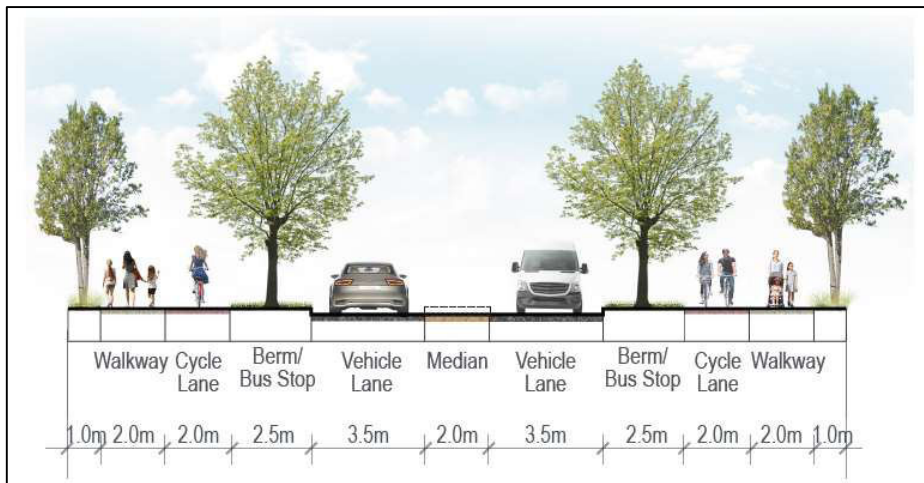 Walkway Cycle Lane Berm/ Bus Stop Vehicle Lane Median Vehicle Lane Berm/ Bus Stop Cycle Lane Walkway
1.0m 2.0m 2.0m 2.5m 3.5m 2.0m 3.5m 2.5m 2.0m 2.0m 1.0m